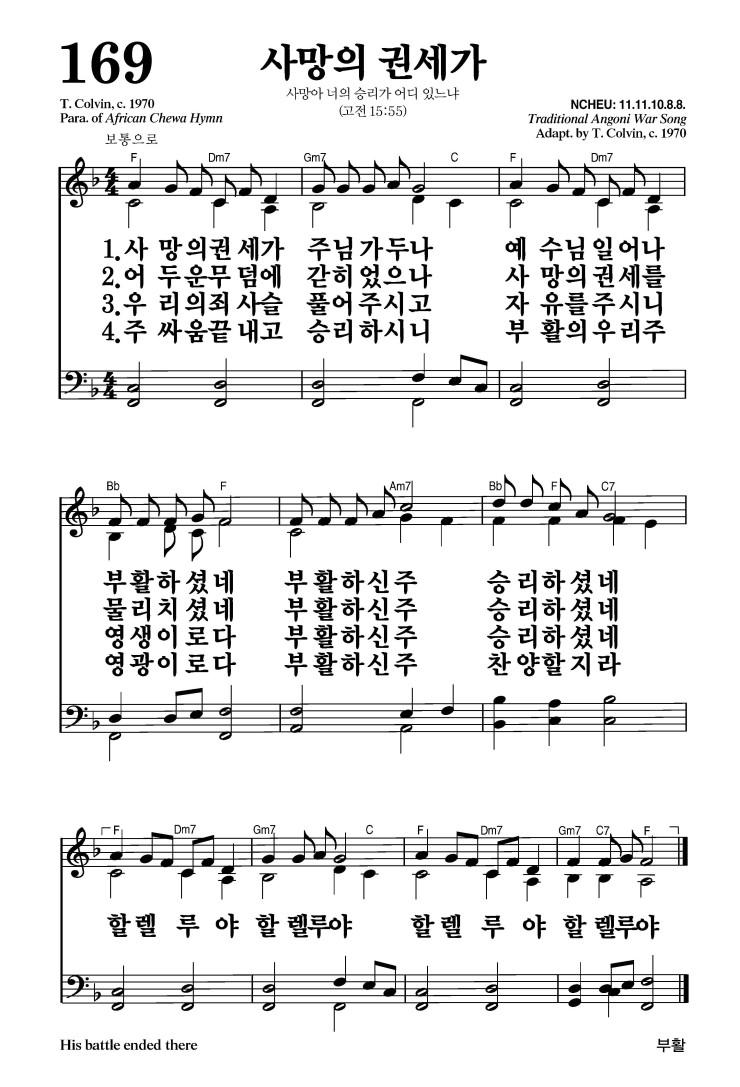 169
사망의 권세가
사망아 너의 승리가 어디 있느냐
(고전 15:55)
T. Colvin, c. 1970
Para. of African Chewa Hymn
NCHEU: 11.11.10.8.8.
Traditional Angoni War Song
Adapt. by T. Colvin, c. 1970
보통으로
F Dm7 Gm7 C F Dm7
1.사 망의권 세가 주님가두나 예 수님일어나
2.어 두운무 덤에 갇히었으나 사 망의권세를
3.우 리의죄 사슬 풀어주시고 자 유를주시니
4.주 싸움끝 내고 승리하시니 부 활의우리주
Bb F Am7 Bb F C7
부활하셨네 부활하신주 승리하셨네
물리치셨네 부활하신주 승리하셨네
영생이로다 부활하신주 승리하셨네
영광이로다 부활하신주 찬양할지라
F Dm7 Gm7 C F Dm7 Gm7 C7 F
할렐 루 야 할 렐루야 할렐 루 야 할 렐루야
His battle ended there
부활